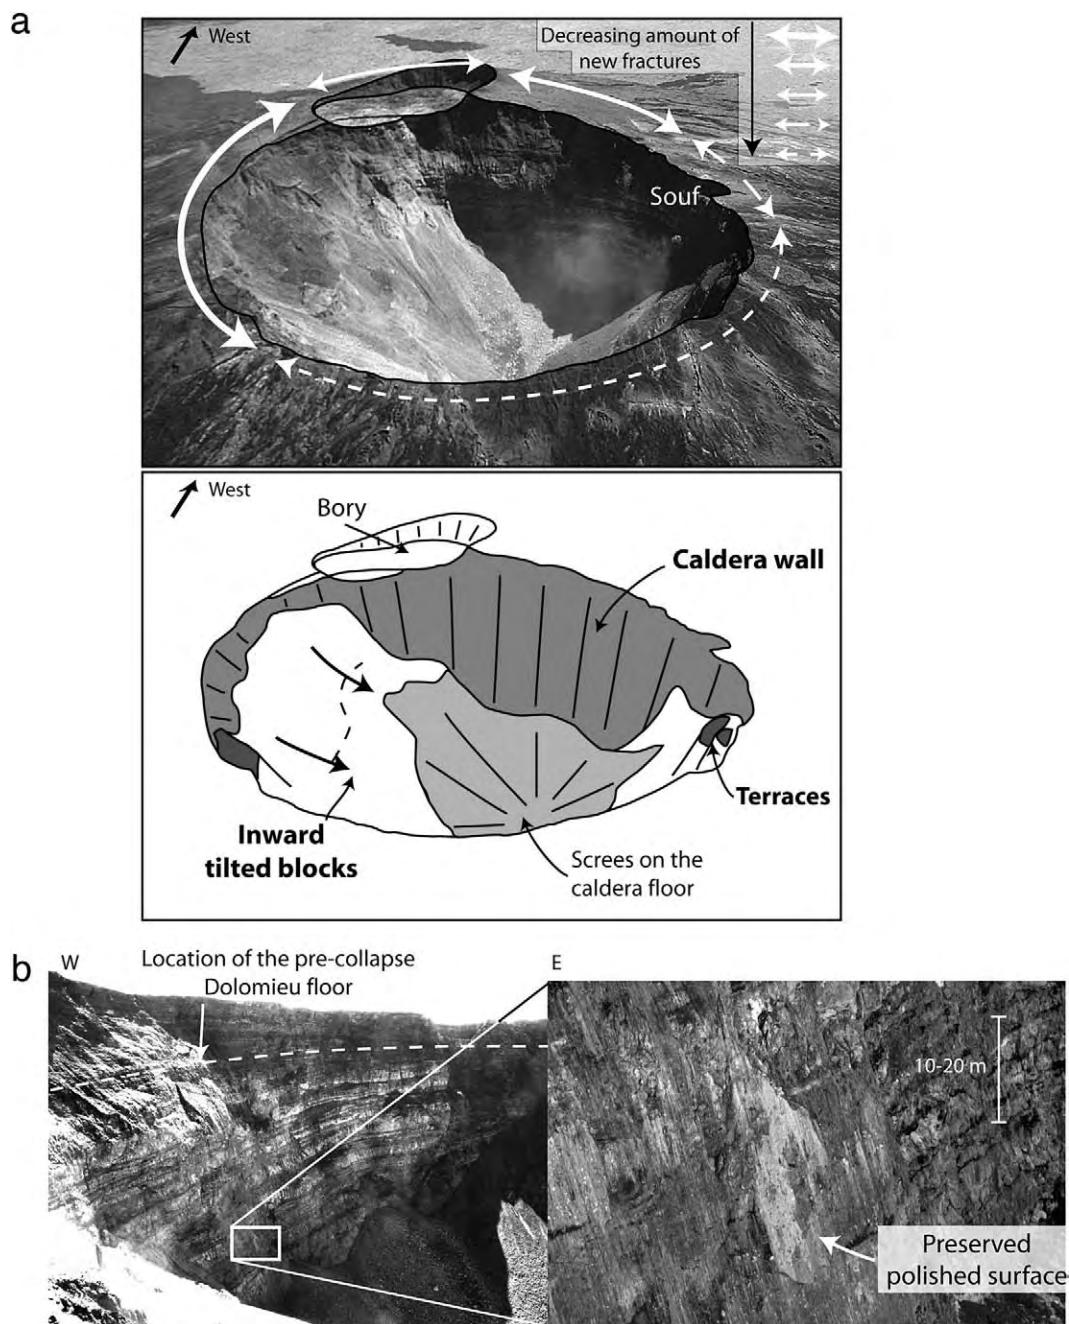 a
West
Decreasing amount of
new fractures
Souf
West
Bory
Caldera wall
Terraces
Inward
tilted blocks
Screes on the
caldera floor
b
W
Location of the pre-collapse
Dolomieu floor
E
10-20 m
Preserved
polished surface